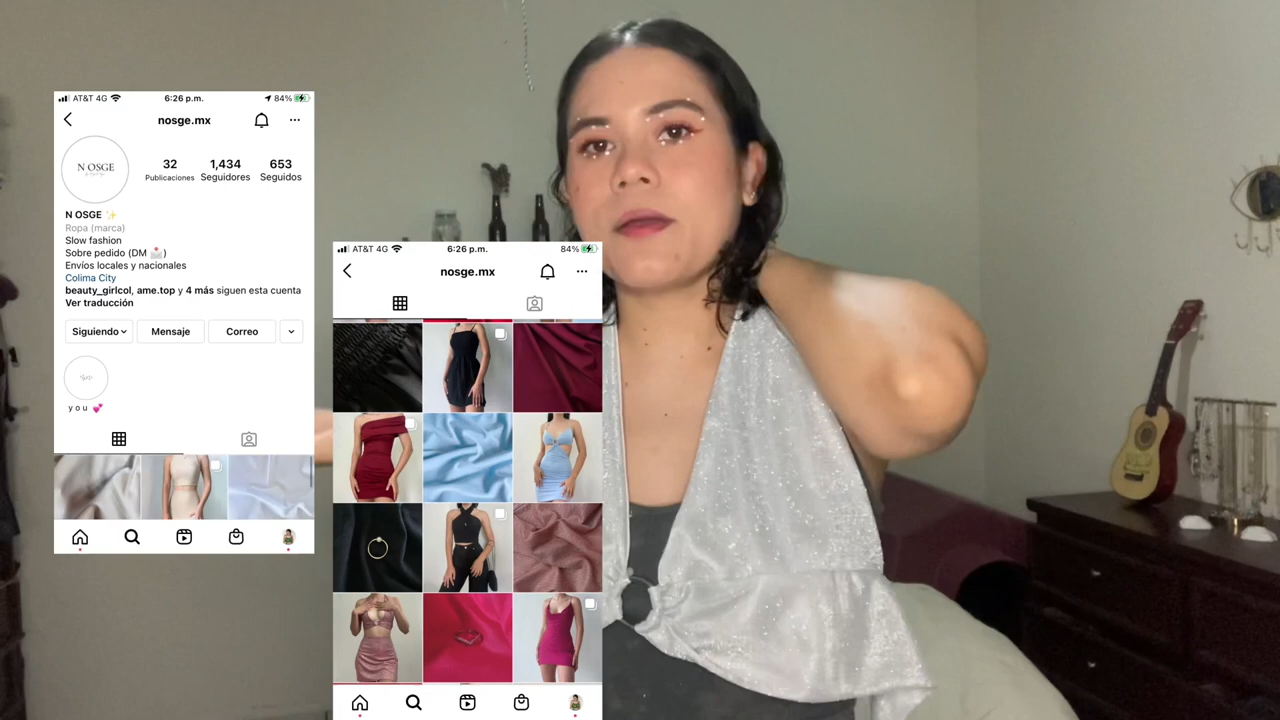 AT&T 4G 6:26 p.m. 84%
nosge.mx
N OSGE
32 1,434 653
Publicaciones Seguidores Seguidos
N OSGE ✨
Ropa (marca)
Slow fashion
Sobre pedido (DM 📩)
Envíos locales y nacionales
Colima City
beauty_girlcol, ame.top y 4 más siguen esta cuenta
Ver traducción
Siguiendo Mensaje Correo
y o u 💕
AT&T 4G 6:26 p.m. 84%
nosge.mx